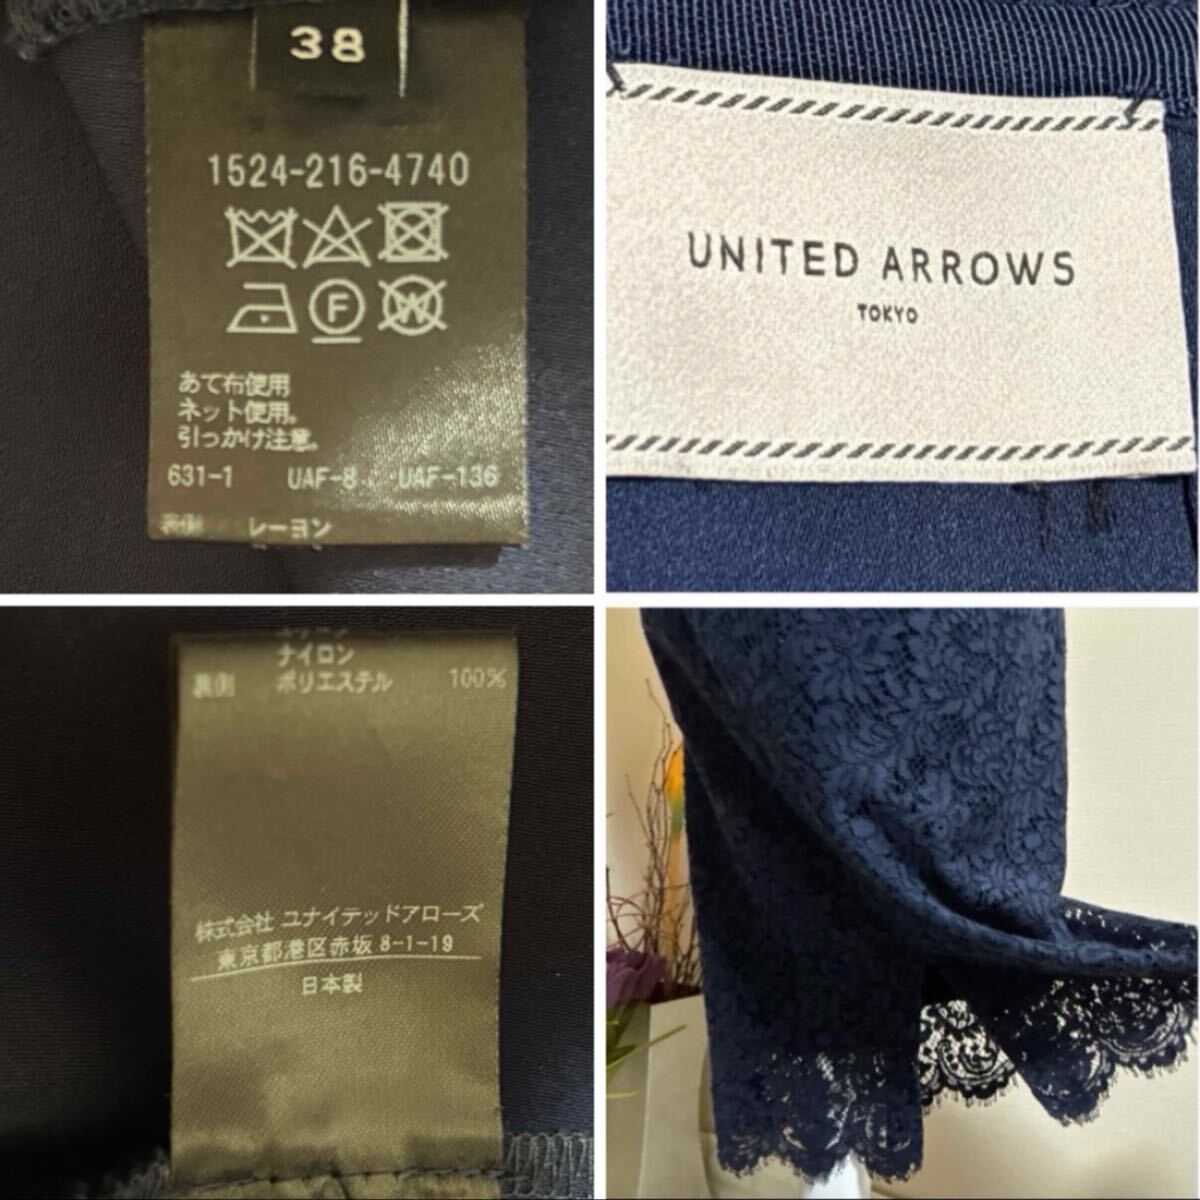 38
1524-216-4740
F
W
あて布使用
ネット使用。
引っかけ注意。
631-1 UAF-8 UAF-136
表側 レーヨン
UNITED ARROWS
TOKYO
ナイロン
裏側 ポリエステル 100%
株式会社 ユナイテッドアローズ
東京都港区赤坂 8-1-19
日本製